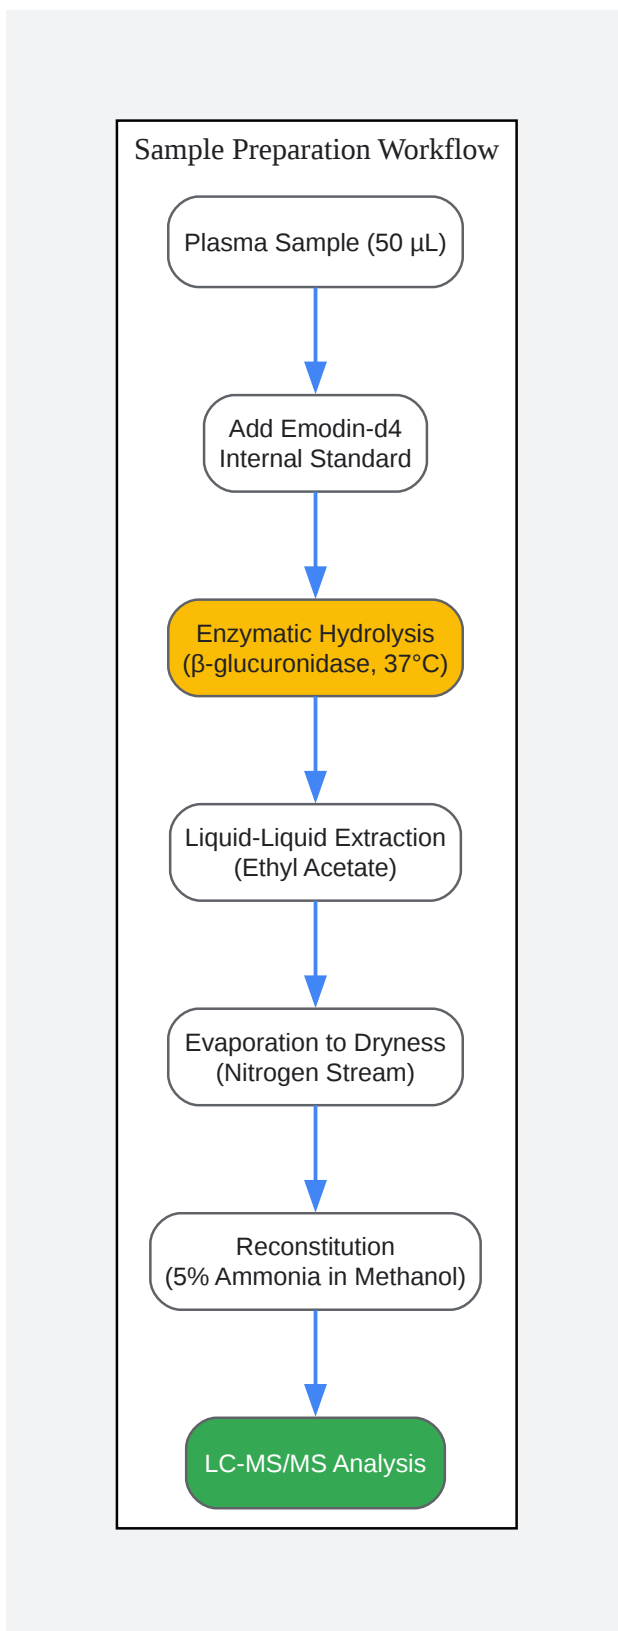 Sample Preparation Workflow
Plasma Sample (50 µL)
Add Emodin-d4
Internal Standard
Enzymatic Hydrolysis
(β-glucuronidase, 37°C)
Liquid-Liquid Extraction
(Ethyl Acetate)
Evaporation to Dryness
(Nitrogen Stream)
Reconstitution
(5% Ammonia in Methanol)
LC-MS/MS Analysis